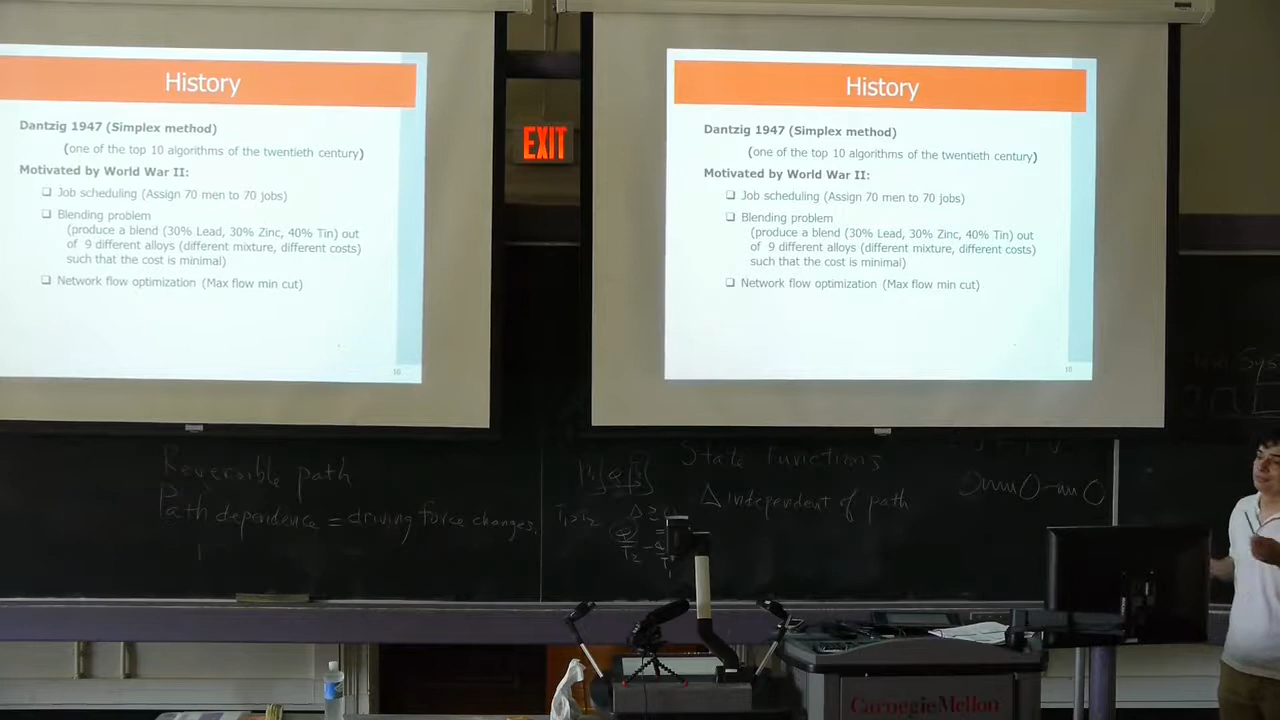 History
Dantzig 1947 (Simplex method)
(one of the top 10 algorithms of the twentieth century)
Motivated by World War II:
❑ Job scheduling (Assign 70 men to 70 jobs)
❑ Blending problem
(produce a blend (30% Lead, 30% Zinc, 40% Tin) out
of 9 different alloys (different mixture, different costs)
such that the cost is minimal)
❑ Network flow optimization (Max flow min cut)
10
History
Dantzig 1947 (Simplex method)
(one of the top 10 algorithms of the twentieth century)
Motivated by World War II:
❑ Job scheduling (Assign 70 men to 70 jobs)
❑ Blending problem
(produce a blend (30% Lead, 30% Zinc, 40% Tin) out
of 9 different alloys (different mixture, different costs)
such that the cost is minimal)
❑ Network flow optimization (Max flow min cut)
10
EXIT
Reversible path
Path dependence = driving force changes.
State Functions
Δ independent of path
Carnegie Mellon